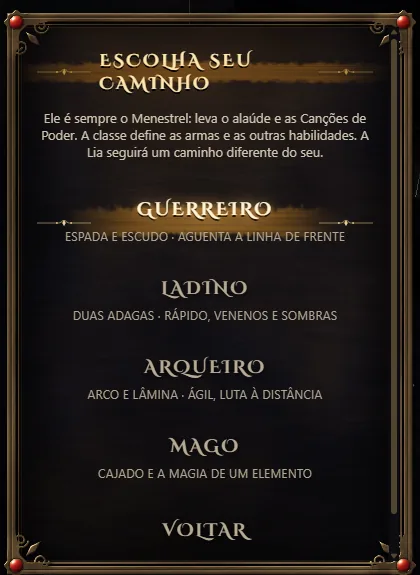 ESCOLHA SEU
CAMINHO
Ele é sempre o Menestrel: leva o alaúde e as Canções de
Poder. A classe define as armas e as outras habilidades. A
Lia seguirá um caminho diferente do seu.
GUERREIRO
ESPADA E ESCUDO · AGUENTA A LINHA DE FRENTE
LADINO
DUAS ADAGAS · RÁPIDO, VENENOS E SOMBRAS
ARQUEIRO
ARCO E LÂMINA · ÁGIL, LUTA À DISTÂNCIA
MAGO
CAJADO E A MAGIA DE UM ELEMENTO
VOLTAR